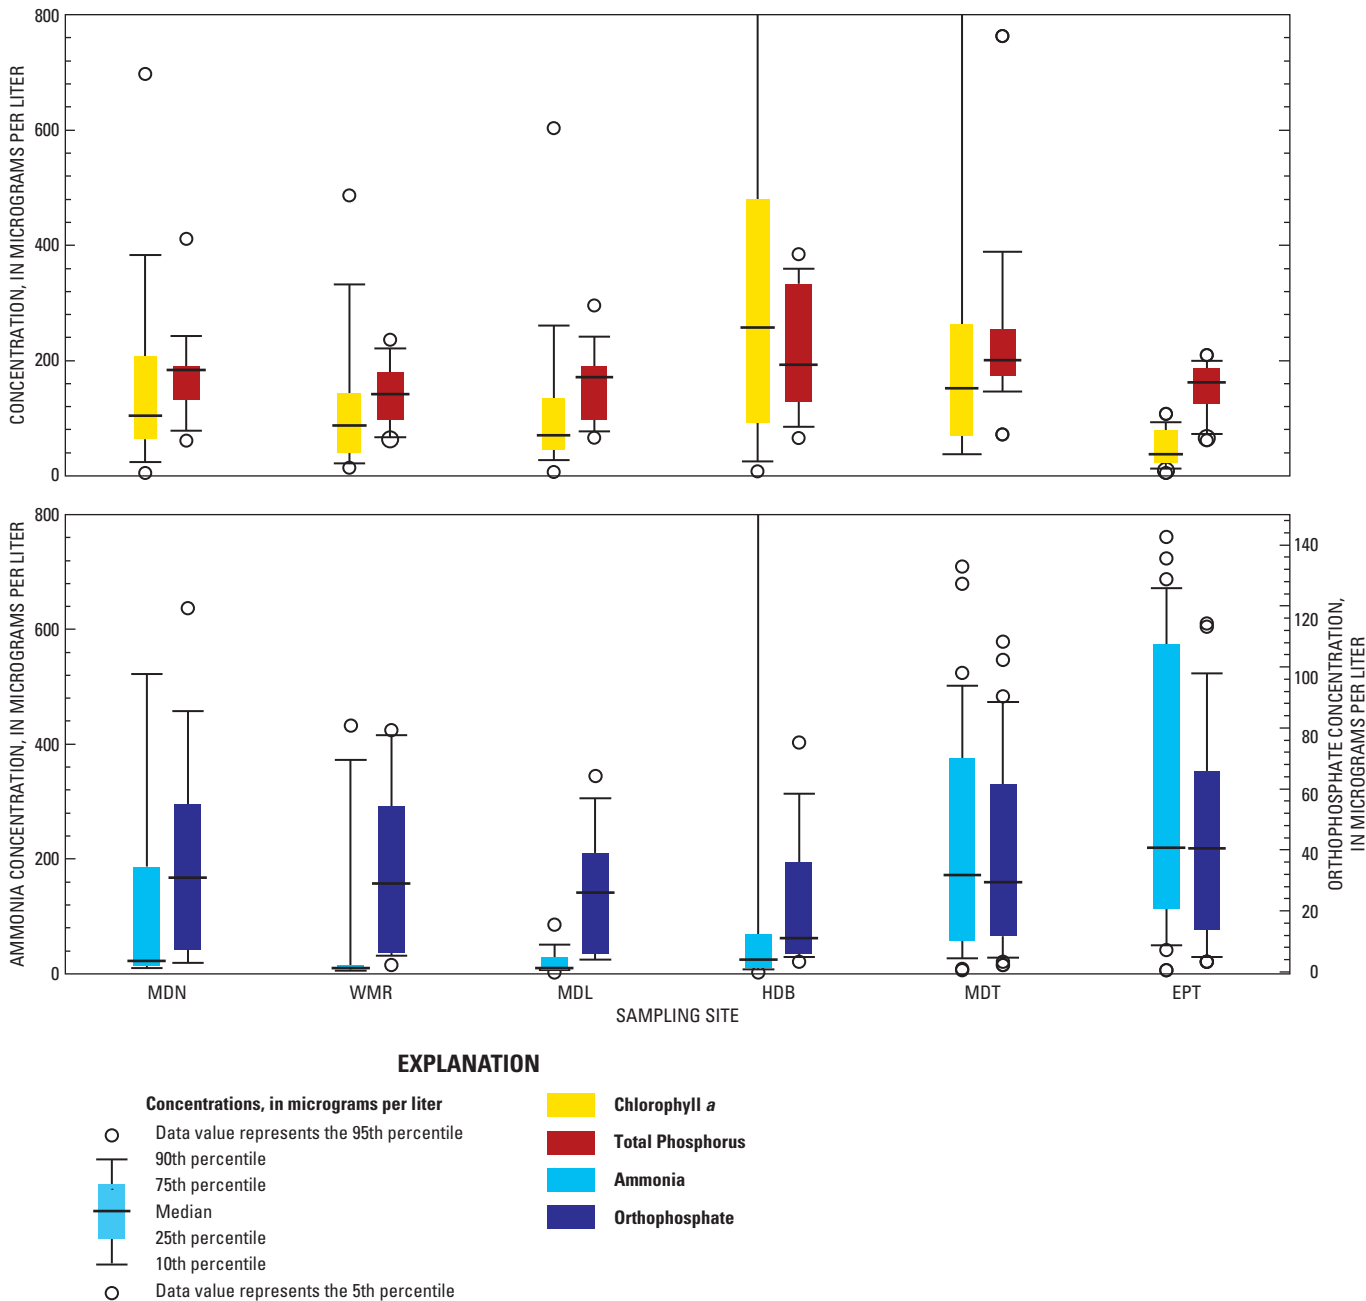 CONCENTRATION, IN MICROGRAMS PER LITER
800
600
400
200
0
AMMONIA CONCENTRATION, IN MICROGRAMS PER LITER
800
600
400
200
0
140
120
100
80
60
40
20
0
ORTHOPHOSPHATE CONCENTRATION,
IN MICROGRAMS PER LITER
MDN WMR MDL HDB MDT EPT
SAMPLING SITE
EXPLANATION
Concentrations, in micrograms per liter
Data value represents the 95th percentile
90th percentile
75th percentile
Median
25th percentile
10th percentile
Data value represents the 5th percentile
Chlorophyll a
Total Phosphorus
Ammonia
Orthophosphate